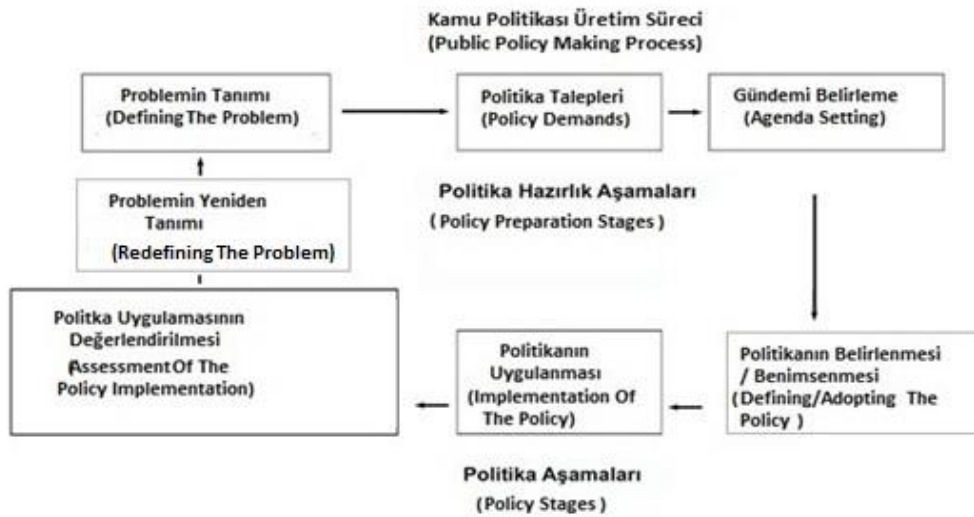 Kamu Politikası Üretim Süreci
(Public Policy Making Process)
Problemin Tanımı
(Defining The Problem)
Politika Talepleri
(Policy Demands)
Gündemi Belirleme
(Agenda Setting)
Problemin Yeniden
Tanımı
(Redefining The Problem)
Politika Hazırlık Aşamaları
( Policy Preparation Stages )
Politka Uygulamasının
Değerlendirilmesi
(Assessment Of The
Policy Implementation)
Politikanın
Uygulanması
(Implementation Of
The Policy)
Politikanın Belirlenmesi
/ Benimsenmesi
(Defining/Adopting The
Policy )
Politika Aşamaları
(Policy Stages )